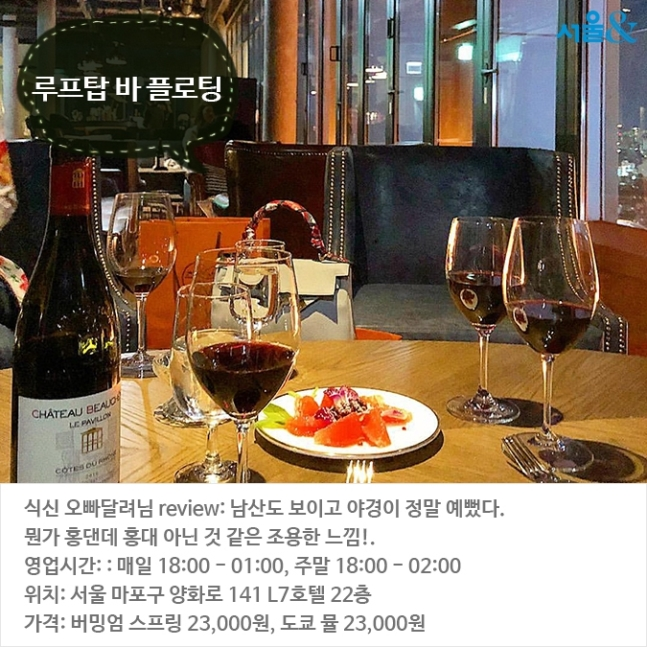 서울&
루프탑 바 플로팅
CHÂTEAU BEAUCH
LE PAVILLON
CÔTES DU RHÔNE
식신 오빠달려님 review: 남산도 보이고 야경이 정말 예뻤다.
뭔가 홍댄데 홍대 아닌 것 같은 조용한 느낌!.
영업시간: : 매일 18:00 - 01:00, 주말 18:00 - 02:00
위치: 서울 마포구 양화로 141 L7호텔 22층
가격: 버밍엄 스프링 23,000원, 도쿄 뮬 23,000원